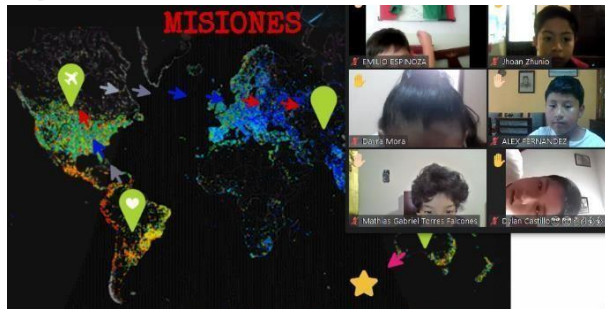 MISIONES
EMILIO ESPINOZA
Jhoan Zhunio
Darla Mora
ALEX FERNANDEZ
Mathias Gabriel Torres Falcones
Dylan Castillo